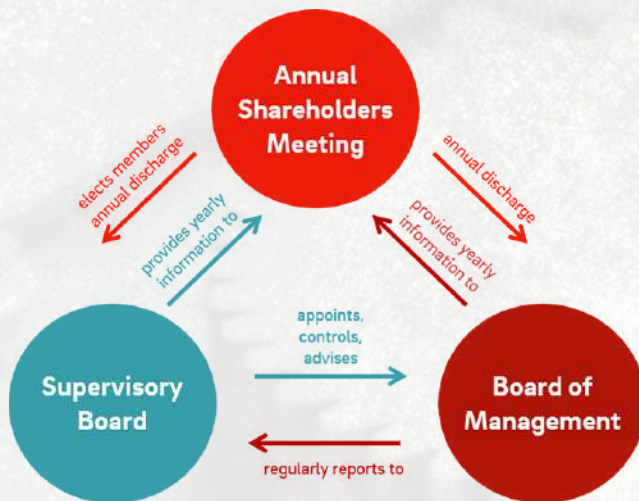 Annual
Shareholders
Meeting
elects members
annual discharge
provides yearly
information to
annual discharge
provides yearly
information to
appoints,
controls,
advises
Supervisory
Board
Board of
Management
regularly reports to